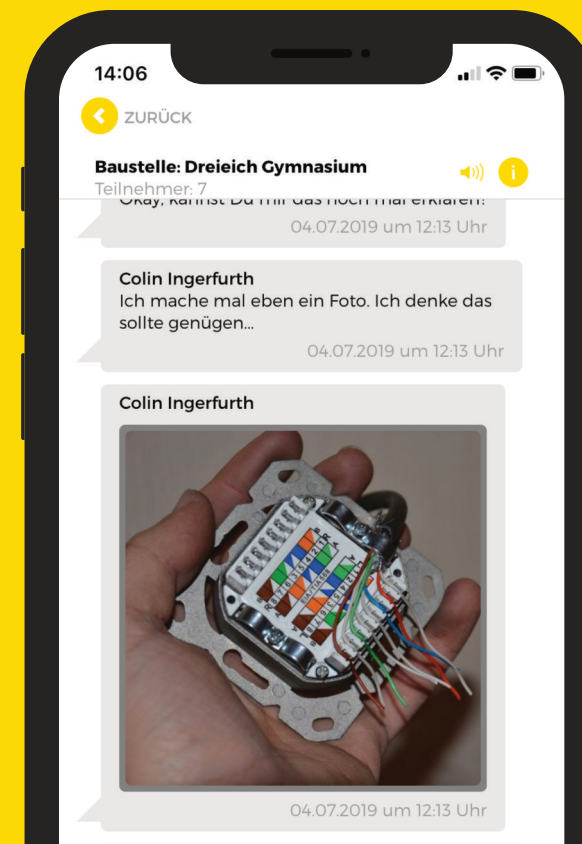 14:06
ZURÜCK
Baustelle: Dreieich Gymnasium
Teilnehmer: 7
Okay, kannst Du mir das noch mal erklären?
04.07.2019 um 12:13 Uhr
Colin Ingerfurth
Ich mache mal eben ein Foto. Ich denke das
sollte genügen...
04.07.2019 um 12:13 Uhr
Colin Ingerfurth
04.07.2019 um 12:13 Uhr